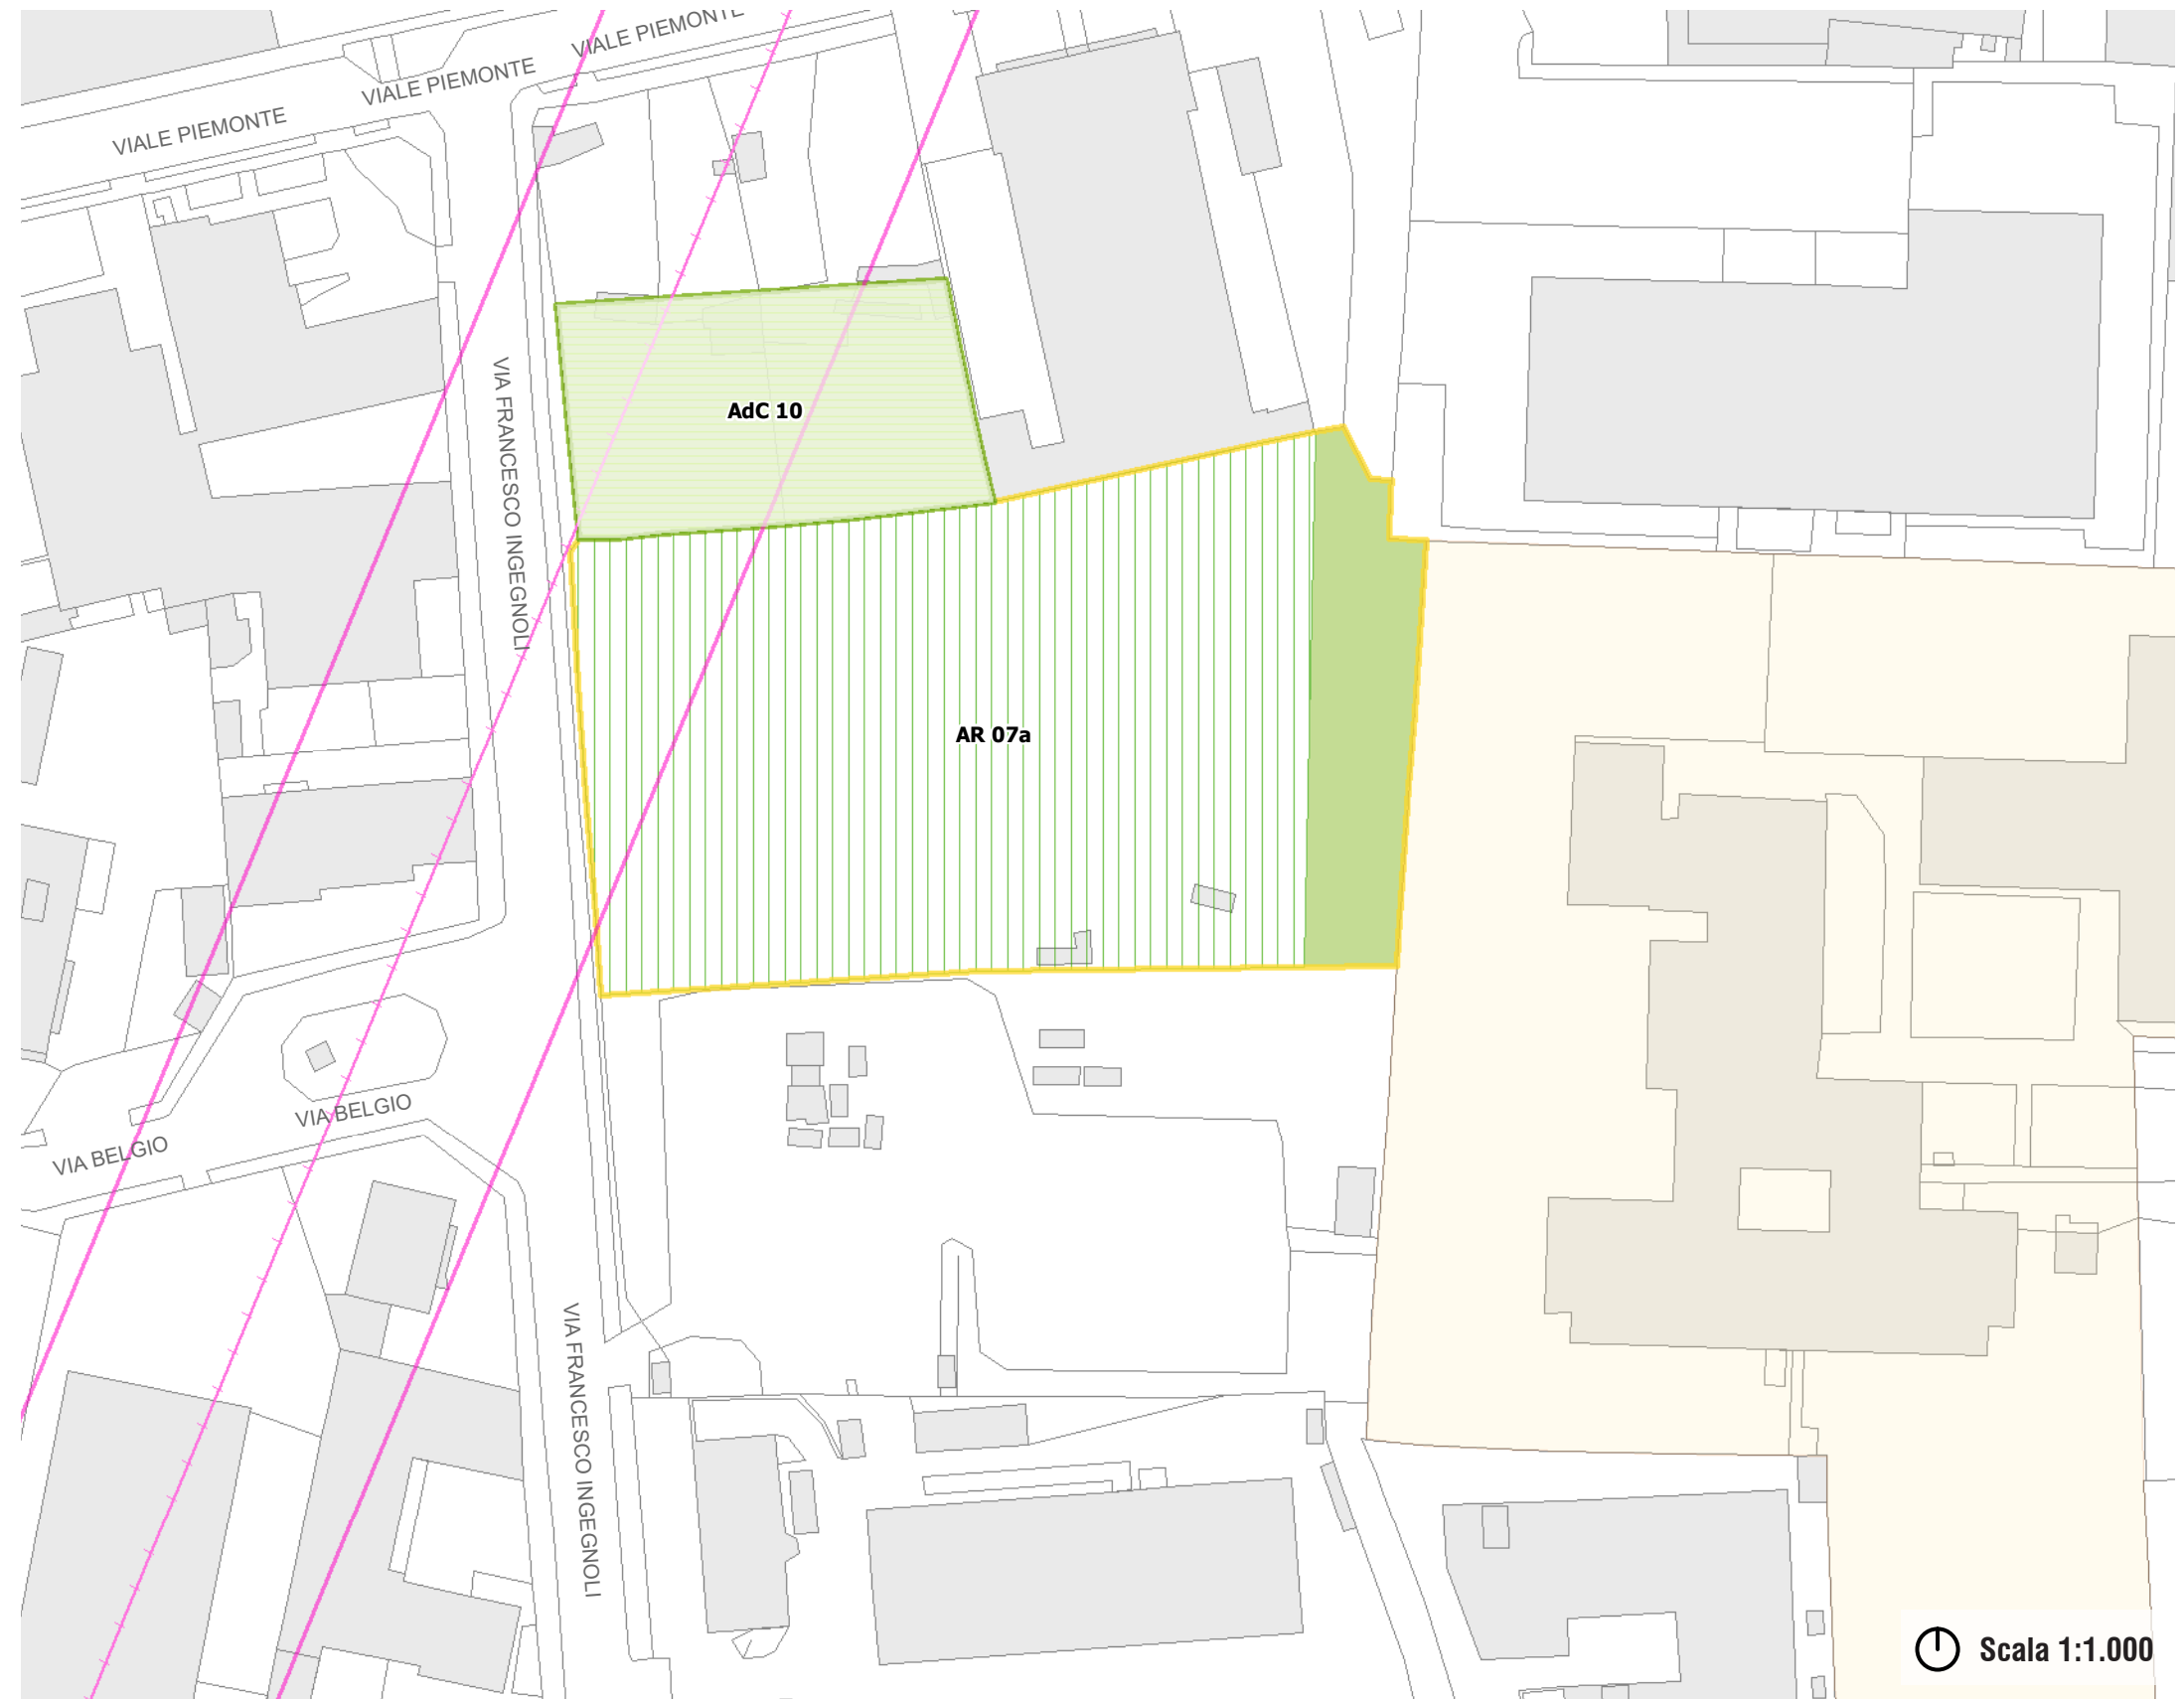 VIALE PIEMONTE
VIALE PIEMONTE
VIALE PIEMONTE
VIA FRANCESCO INGEGNOLI
AdC 10
AR 07a
VIA BELGIO
VIA BELGIO
VIA FRANCESCO INGEGNOLI
Scala 1:1.000